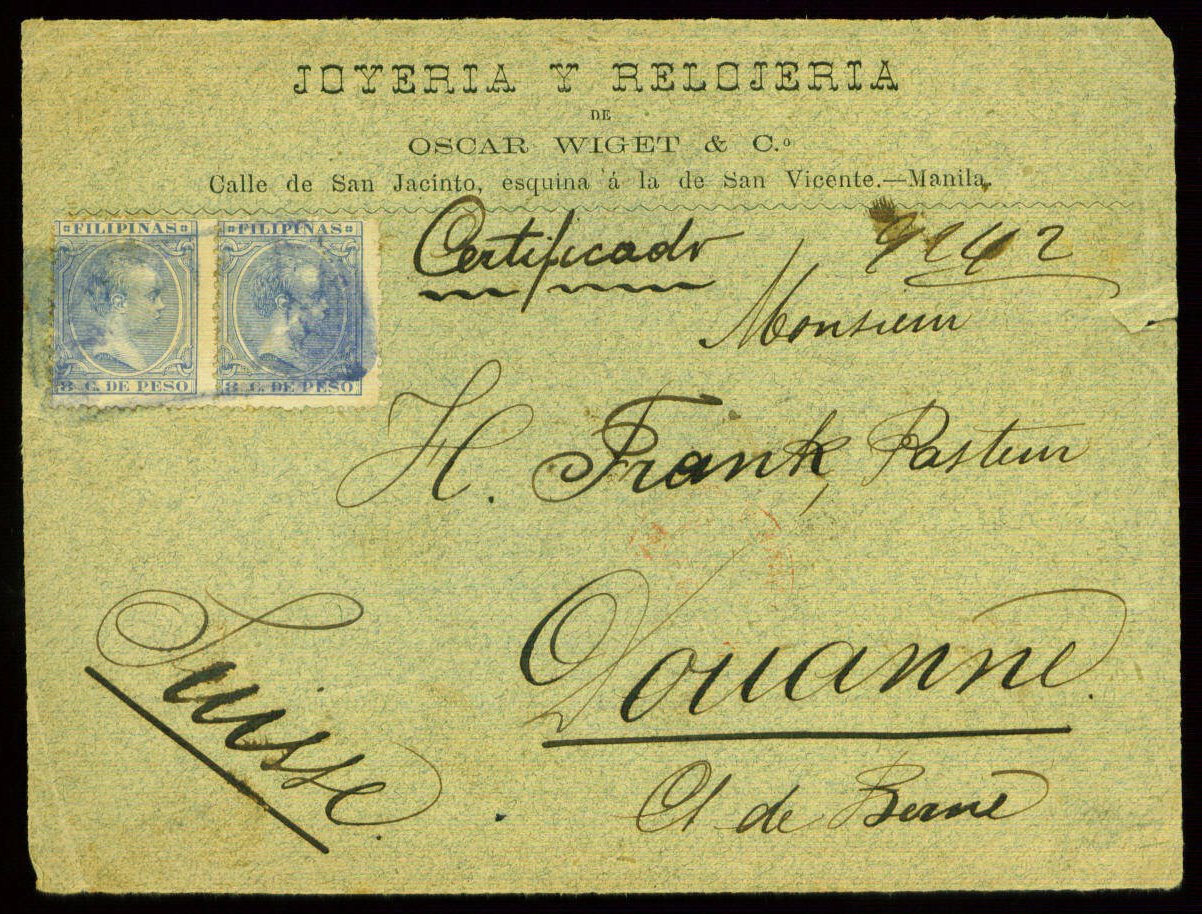 JOYERIA Y RELOJERIA
DE
OSCAR WIGET & C.º
Calle de San Jacinto, esquina á la de San Vicente.—Manila.
FILIPINAS FILIPINAS
8 C. DE PESO 8 C. DE PESO
Certificado
Monsieur
H. Frank, Pasteur
Douanne.
Suisse.
Ct de Berne